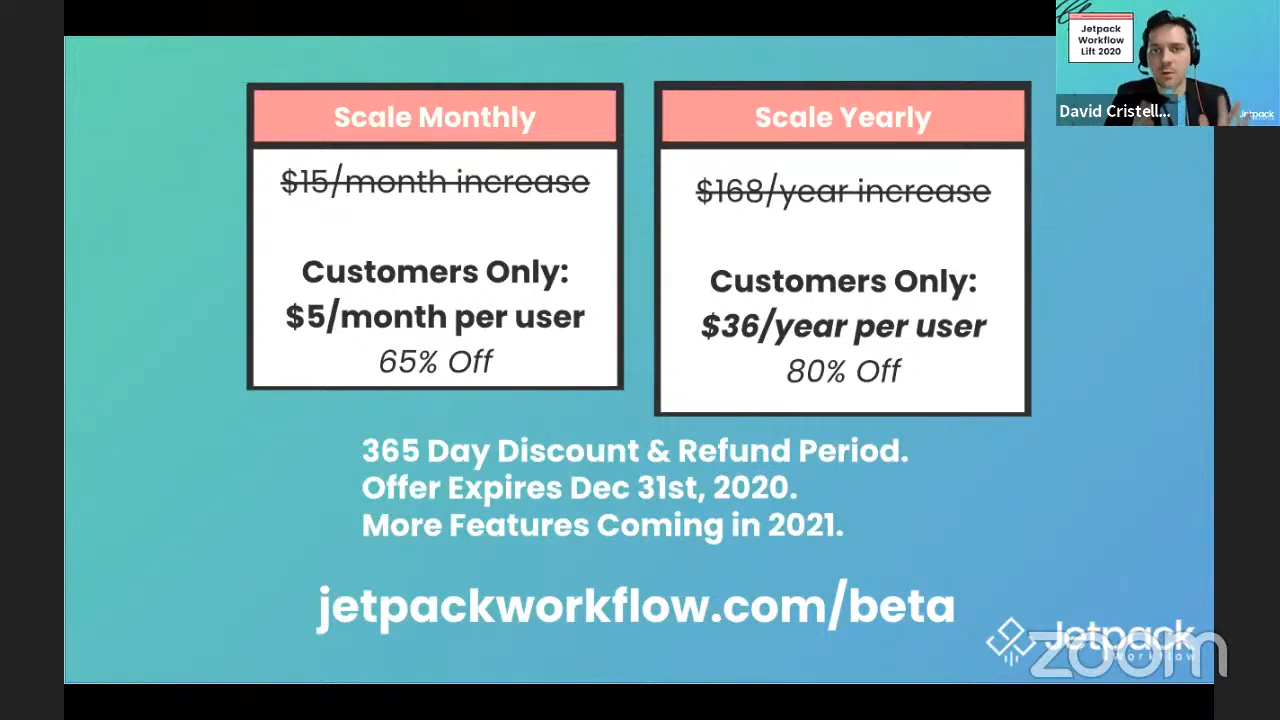 Scale Monthly
$15/month increase
Customers Only:
$5/month per user
65% Off
Scale Yearly
$168/year increase
Customers Only:
$36/year per user
80% Off
365 Day Discount & Refund Period.
Offer Expires Dec 31st, 2020.
More Features Coming in 2021.
jetpackworkflow.com/beta
Jetpack
Workflow
zoom
Jetpack
Workflow
Lift 2020
David Cristell...
Jetpack